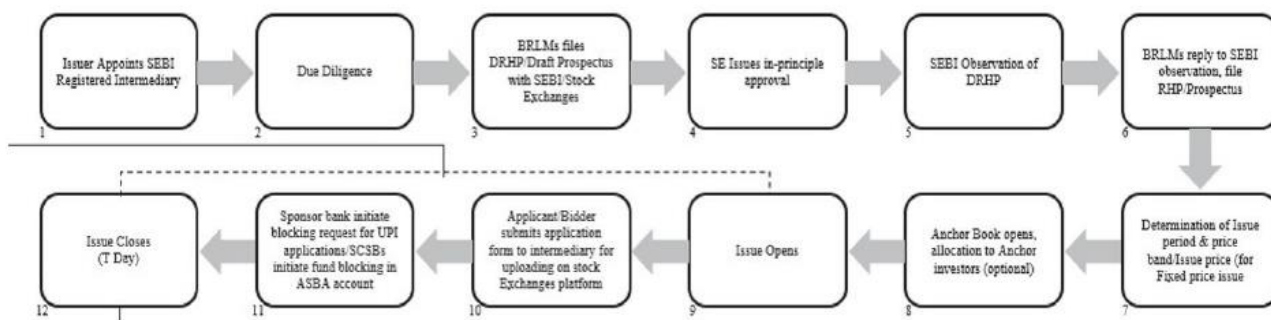 Issuer Appoints SEBI
Registered Intermediary
1
Due Diligence
2
BRLMs files
DRHP/Draft Prospectus
with SEBI/Stock
Exchanges
3
SE Issues in-principle
approval
4
SEBI Observation of
DRHP
5
BRLMs reply to SEBI
observation, file
RHP/Prospectus
6
Determination of Issue
period & price
band/Issue price (for
Fixed price issue
7
Anchor Book opens,
allocation to Anchor
investors (optional)
8
Issue Opens
9
Applicant/Bidder
submits application
form to intermediary for
uploading on stock
Exchanges platform
10
Sponsor bank initiate
blocking request for UPI
applications/SCSBs
initiate fund blocking in
ASBA account
11
Issue Closes
(T Day)
12